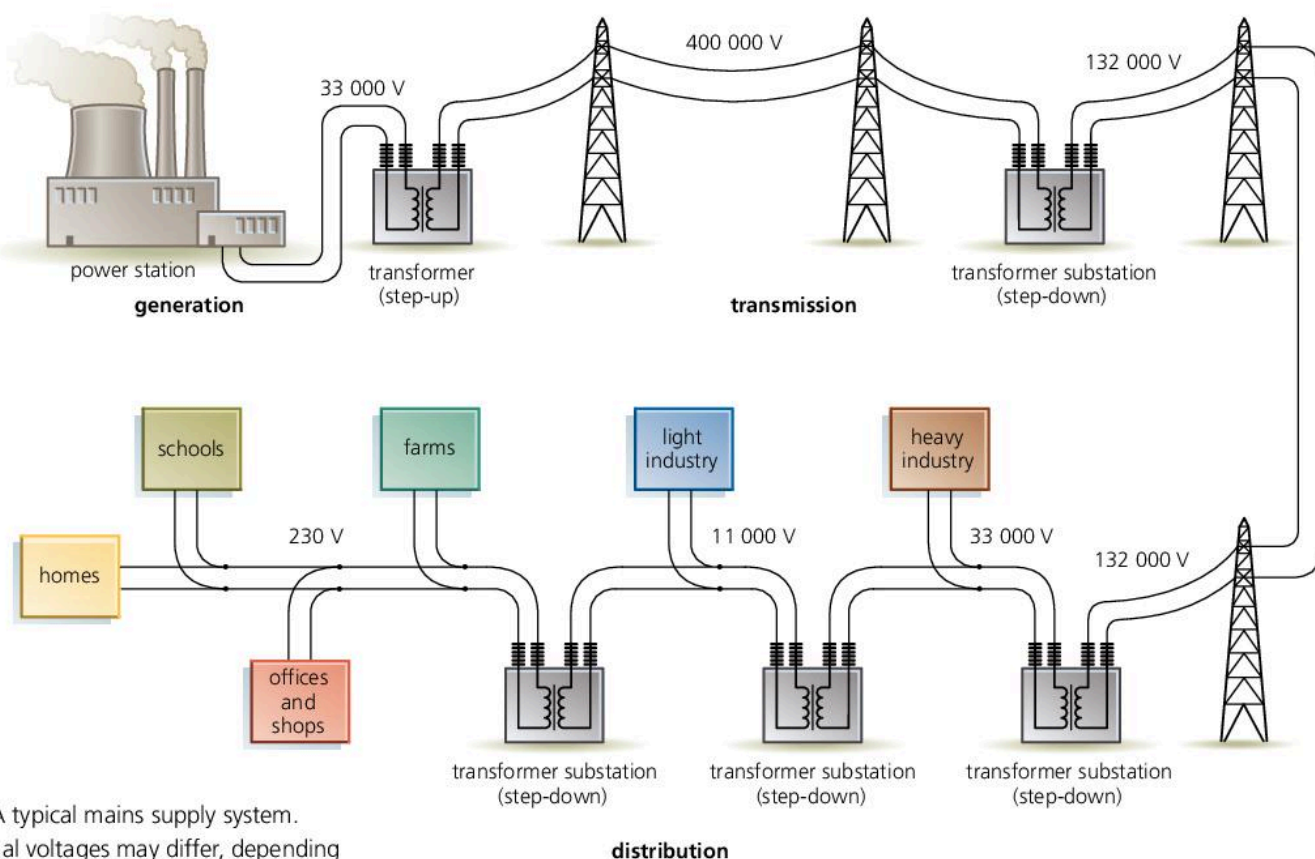 400 000 V
132 000 V
33 000 V
power station
generation
transformer
(step-up)
transmission
transformer substation
(step-down)
schools
farms
light
industry
heavy
industry
homes
230 V
11 000 V
33 000 V
132 000 V
offices
and
shops
transformer substation
(step-down)
transformer substation
(step-down)
transformer substation
(step-down)
A typical mains supply system.
al voltages may differ, depending
distribution